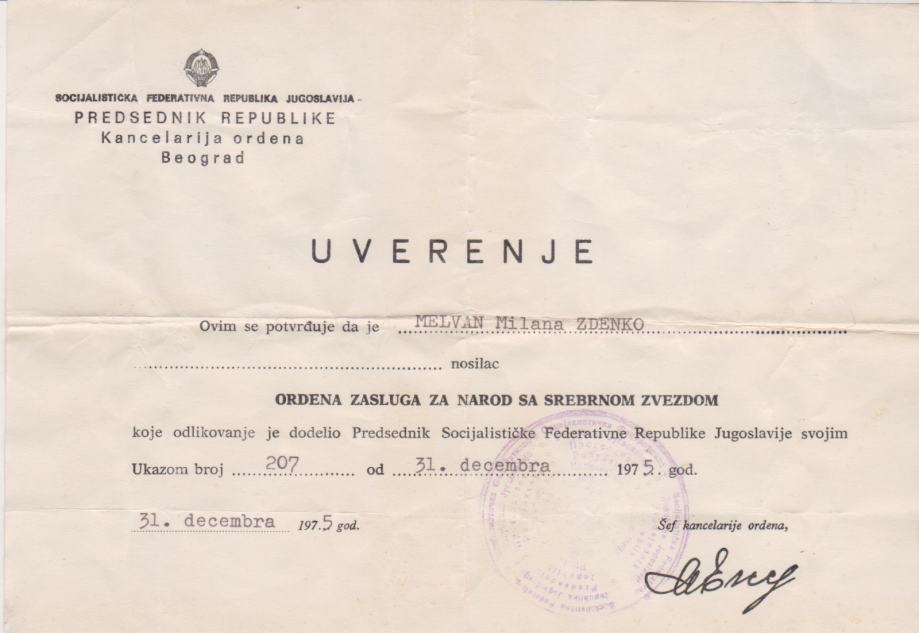 SOCIJALISTIČKA FEDERATIVNA REPUBLIKA JUGOSLAVIJA
PREDSEDNIK REPUBLIKE
Kancelarija ordena
Beograd
UVERENJE
Ovim se potvrđuje da je MELVAN Milana ZDENKO
nosilac
ORDENA ZASLUGA ZA NAROD SA SREBRNOM ZVEZDOM
koje odlikovanje je dodelio Predsednik Socijalističke Federativne Republike Jugoslavije svojim
Ukazom broj 207 od 31. decembra 1975. god.
31. decembra 1975 god.
Šef kancelarije ordena,